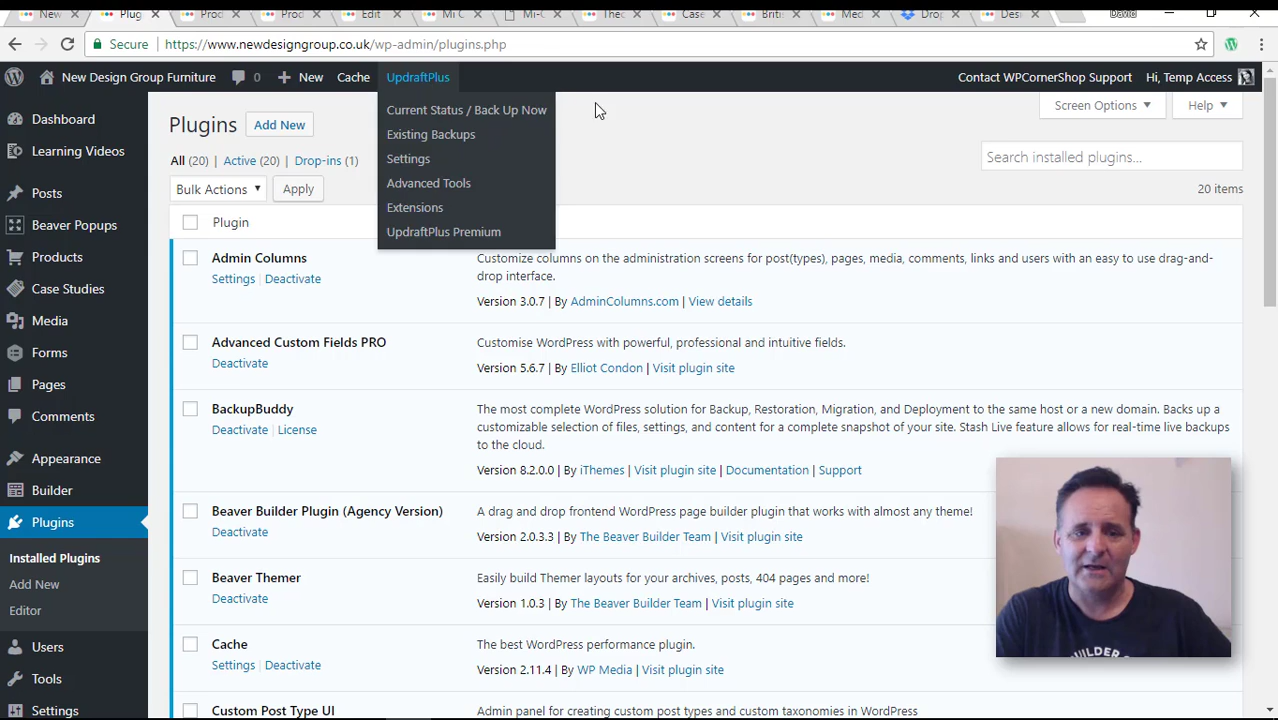 New
Plug
Prod
Prod
Edit
Mi C
Mi-C
Theo
Case
Briti
Med
Drop
Desi
David
Secure
https://www.newdesigngroup.co.uk/wp-admin/plugins.php
New Design Group Furniture
0
New
Cache
UpdraftPlus
Contact WPCornerShop Support
Hi, Temp Access
Current Status / Back Up Now
Existing Backups
Settings
Advanced Tools
Extensions
UpdraftPlus Premium
Dashboard
Learning Videos
Posts
Beaver Popups
Products
Case Studies
Media
Forms
Pages
Comments
Appearance
Builder
Plugins
Installed Plugins
Add New
Editor
Users
Tools
Settings
Plugins
Add New
Screen Options
Help
All (20) | Active (20) | Drop-ins (1)
Search installed plugins...
Bulk Actions
Apply
20 items
Plugin
Admin Columns
Settings | Deactivate
Customize columns on the administration screens for post(types), pages, media, comments, links and users with an easy to use drag-and-
drop interface.
Version 3.0.7 | By AdminColumns.com | View details
Advanced Custom Fields PRO
Deactivate
Customise WordPress with powerful, professional and intuitive fields.
Version 5.6.7 | By Elliot Condon | Visit plugin site
BackupBuddy
Deactivate | License
The most complete WordPress solution for Backup, Restoration, Migration, and Deployment to the same host or a new domain. Backs up a
customizable selection of files, settings, and content for a complete snapshot of your site. Stash Live feature allows for real-time live backups
to the cloud.
Version 8.2.0.0 | By iThemes | Visit plugin site | Documentation | Support
Beaver Builder Plugin (Agency Version)
Deactivate
A drag and drop frontend WordPress page builder plugin that works with almost any theme!
Version 2.0.3.3 | By The Beaver Builder Team | Visit plugin site
Beaver Themer
Deactivate
Easily build Themer layouts for your archives, posts, 404 pages and more!
Version 1.0.3 | By The Beaver Builder Team | Visit plugin site
Cache
Settings | Deactivate
The best WordPress performance plugin.
Version 2.11.4 | By WP Media | Visit plugin site
Custom Post Type UI
Admin panel for creating custom post types and custom taxonomies in WordPress